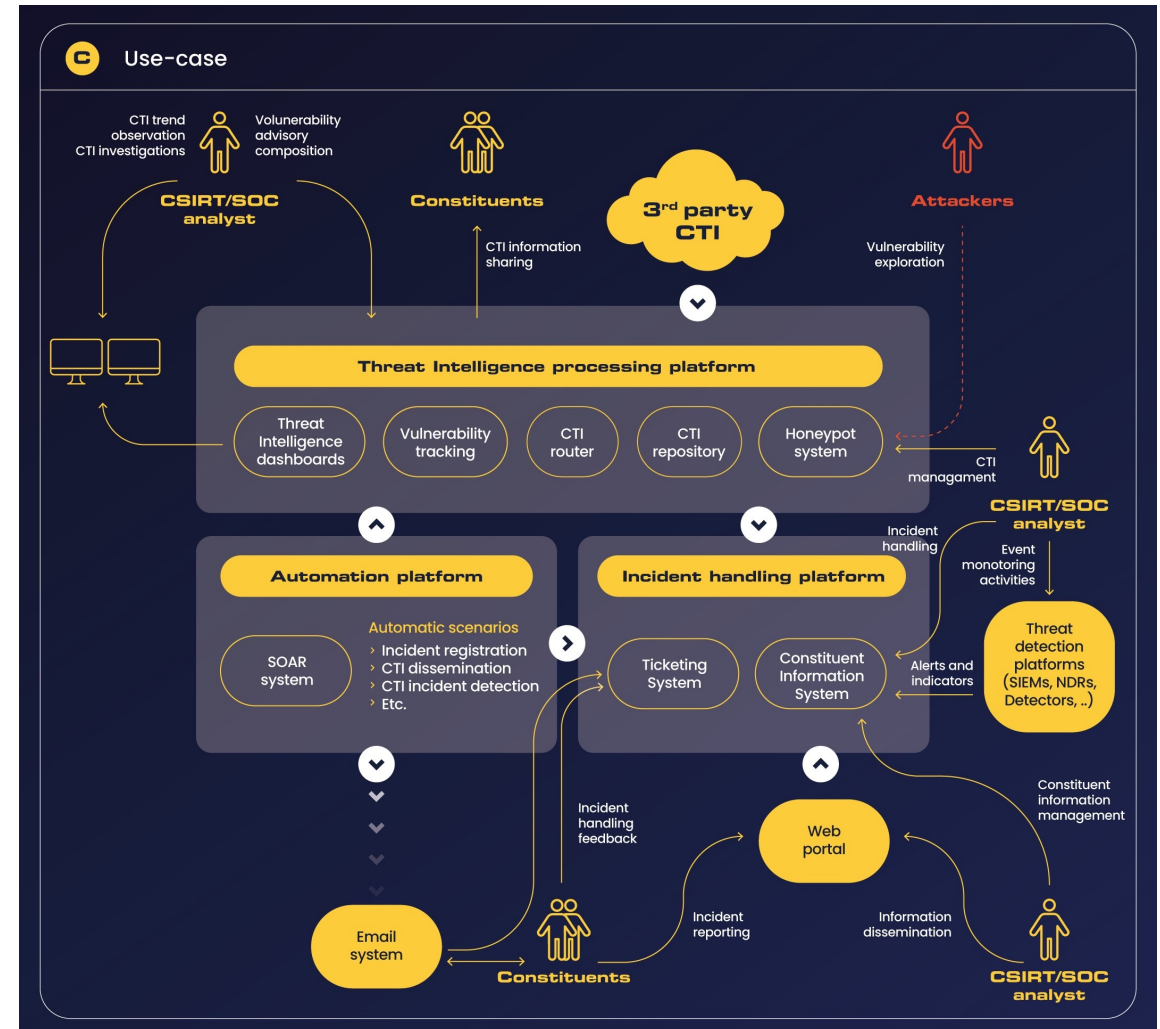 C
Use-case
CTI trend
observation
CTI investigations
Volunerability
advisory
composition
CSIRT/SOC
analyst
Constituents
CTI information
sharing
3rd party
CTI
Attackers
Vulnerability
exploration
Threat Intelligence processing platform
Threat
Intelligence
dashboards
Vulnerability
tracking
CTI
router
CTI
repository
Honeypot
system
CTI
managament
CSIRT/SOC
analyst
Incident
handling
Event
monotoring
activities
Automation platform
SOAR
system
Automatic scenarios
› Incident registration
› CTI dissemination
› CTI incident detection
› Etc.
Incident handling platform
Ticketing
System
Constituent
Information
System
Alerts and
indicators
Threat
detection
platforms
(SIEMs, NDRs,
Detectors, ..)
Incident
handling
feedback
Web
portal
Constituent
information
management
Email
system
Constituents
Incident
reporting
Information
dissemination
CSIRT/SOC
analyst